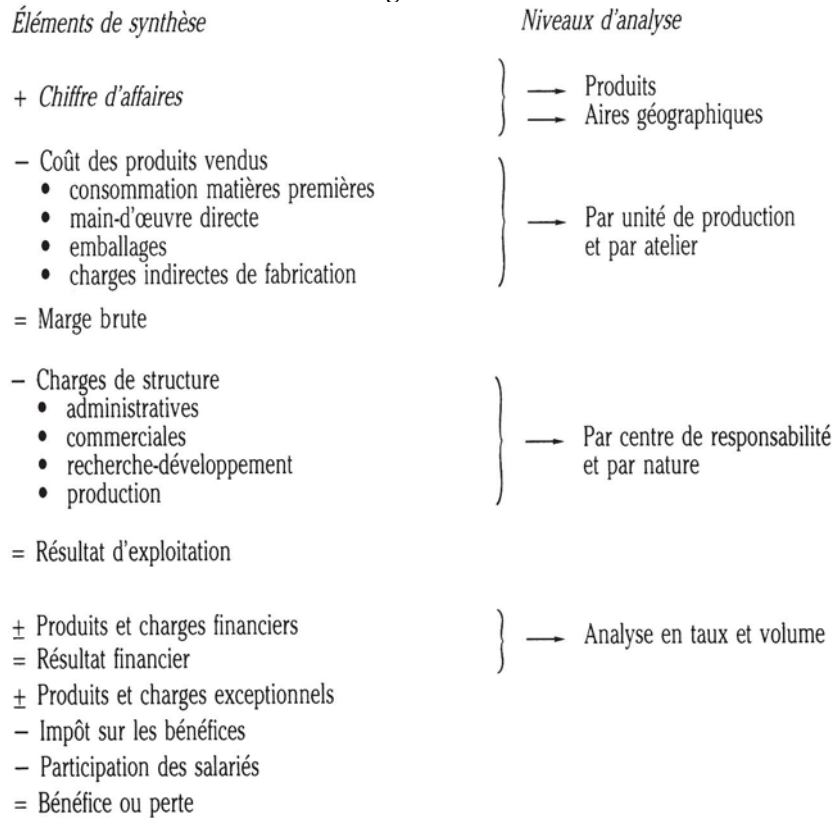 Éléments de synthèse
Niveaux d'analyse
+ Chiffre d'affaires
Produits
Aires géographiques
− Coût des produits vendus
• consommation matières premières
• main-d'œuvre directe
• emballages
• charges indirectes de fabrication
Par unité de production
et par atelier
= Marge brute
− Charges de structure
• administratives
• commerciales
• recherche-développement
• production
Par centre de responsabilité
et par nature
= Résultat d'exploitation
± Produits et charges financiers
= Résultat financier
Analyse en taux et volume
± Produits et charges exceptionnels
− Impôt sur les bénéfices
− Participation des salariés
= Bénéfice ou perte